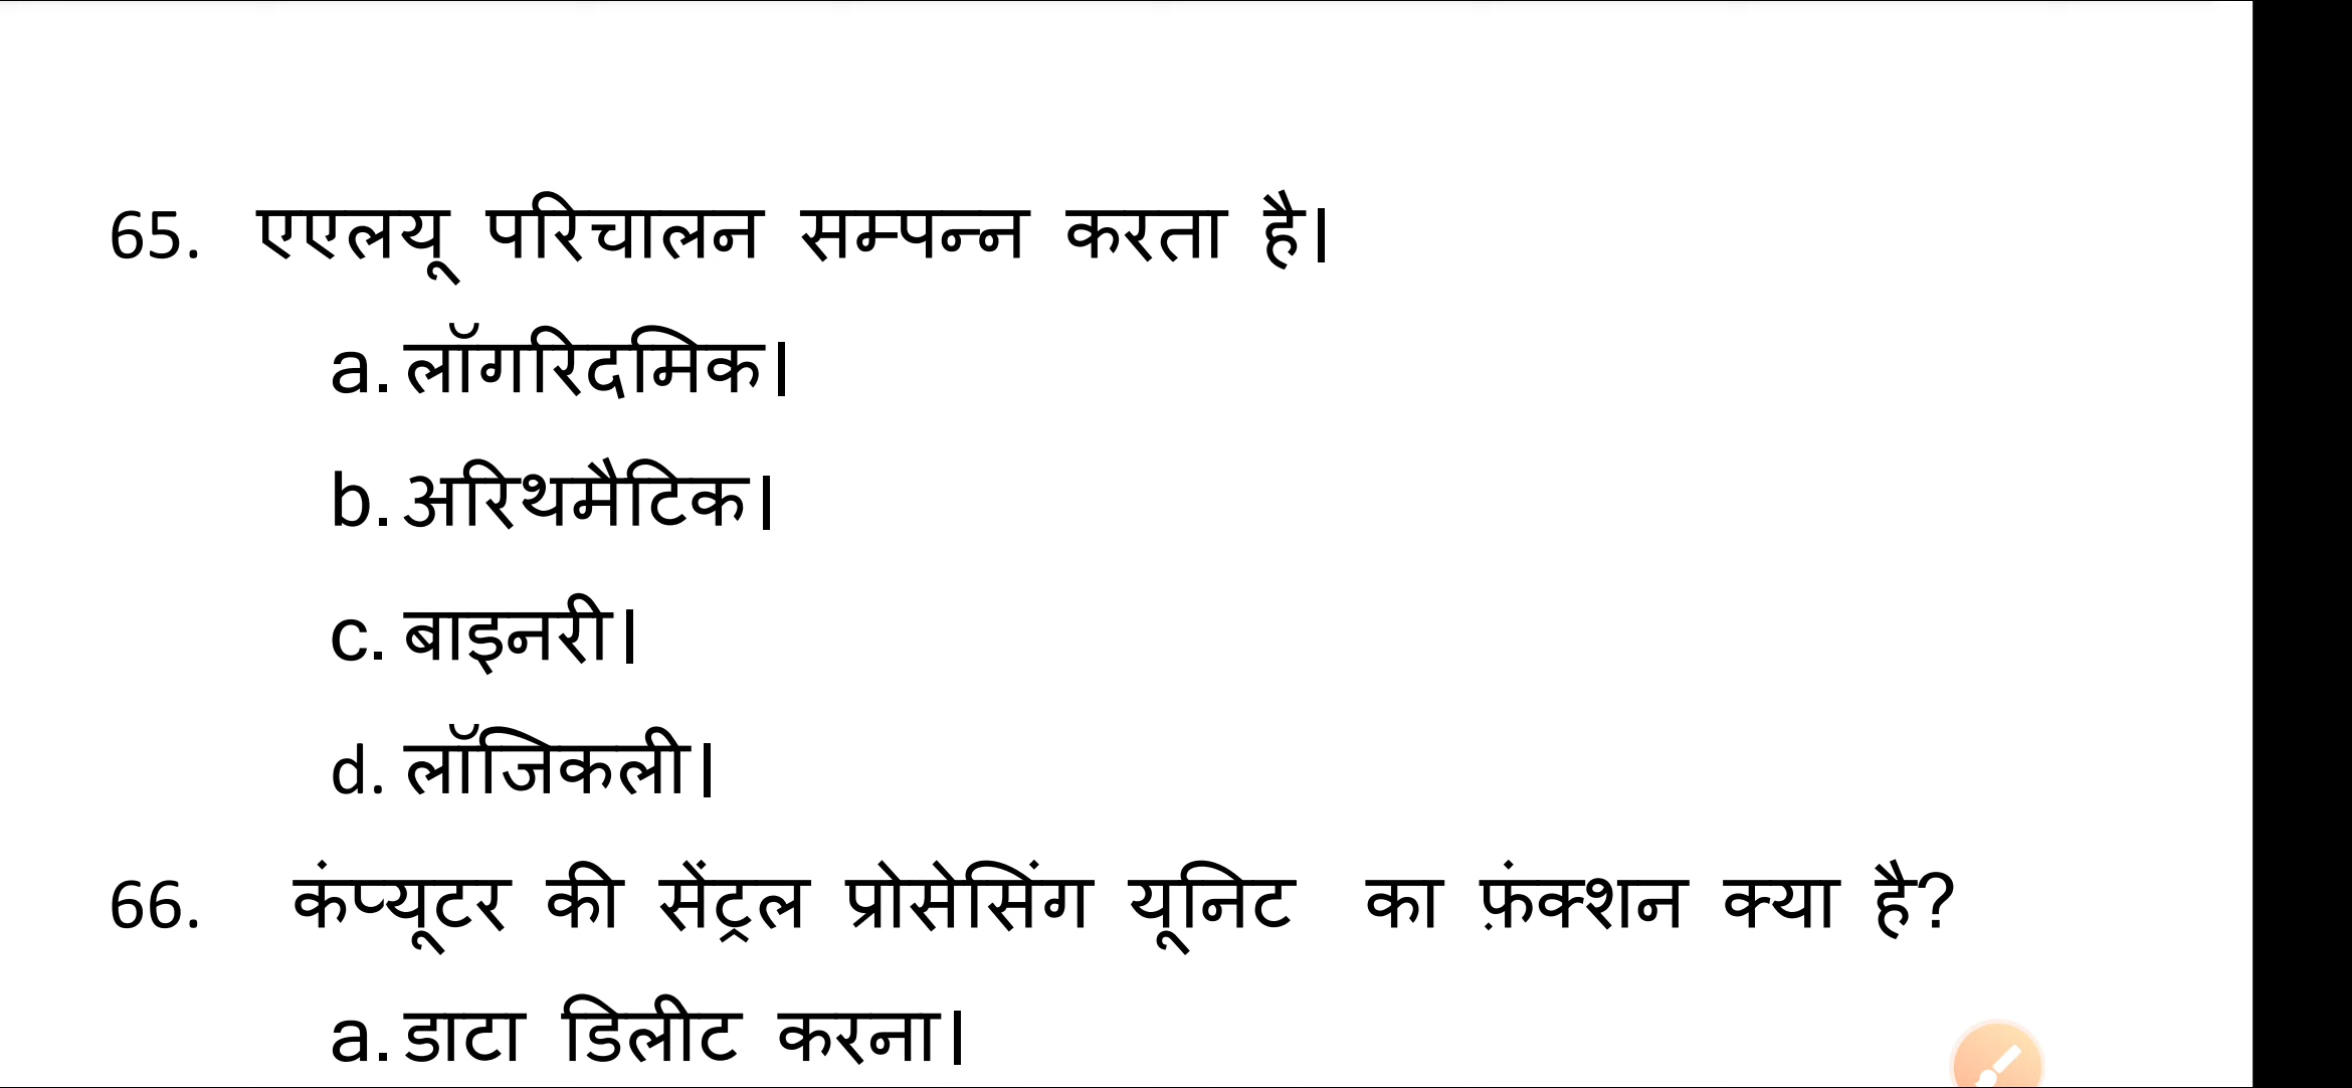 65. एएलयू परिचालन सम्पन्न करता है।
a. लॉगरिदमिक।
b. अरिथमैटिक।
c. बाइनरी।
d. लॉजिकली।
66. कंप्यूटर की सेंट्रल प्रोसेसिंग यूनिट का फ़ंक्शन क्या है?
a. डाटा डिलीट करना।